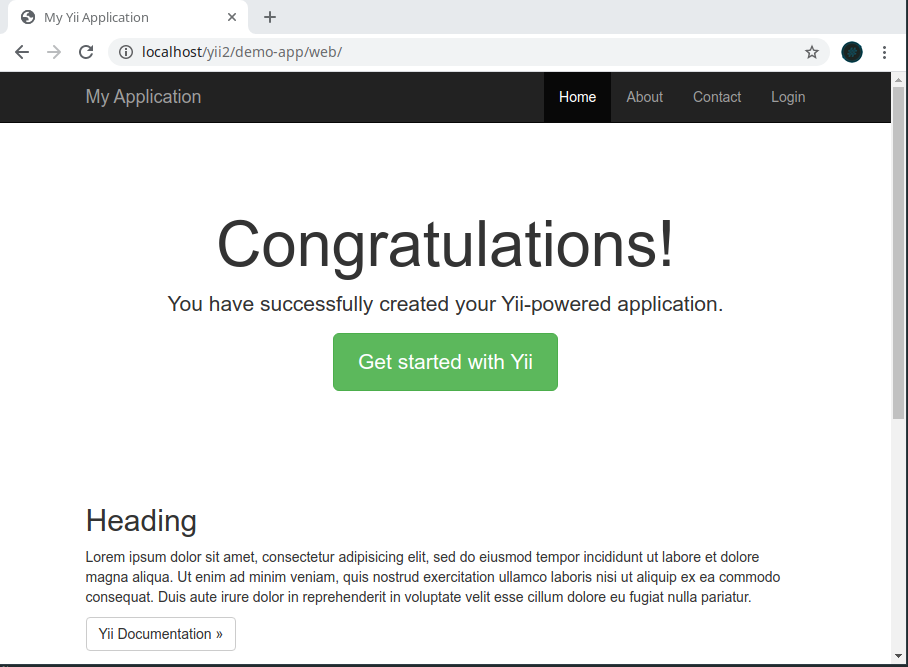 My Yii Application
localhost/yii2/demo-app/web/
My Application
Home
About
Contact
Login
Congratulations!
You have successfully created your Yii-powered application.
Get started with Yii
Heading
Lorem ipsum dolor sit amet, consectetur adipisicing elit, sed do eiusmod tempor incididunt ut labore et dolore
magna aliqua. Ut enim ad minim veniam, quis nostrud exercitation ullamco laboris nisi ut aliquip ex ea commodo
consequat. Duis aute irure dolor in reprehenderit in voluptate velit esse cillum dolore eu fugiat nulla pariatur.
Yii Documentation »